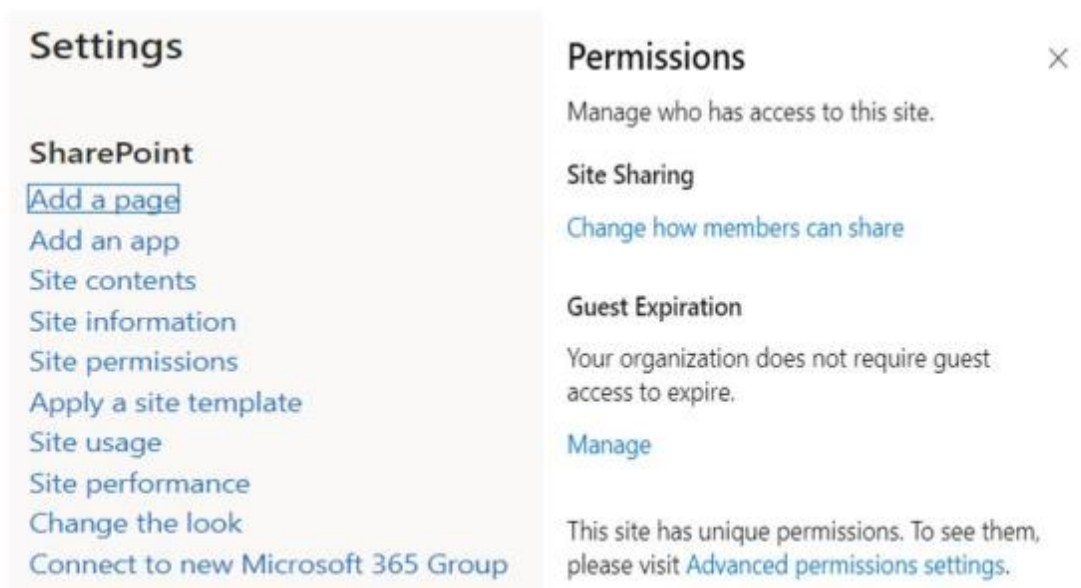 Settings
SharePoint
Add a page
Add an app
Site contents
Site information
Site permissions
Apply a site template
Site usage
Site performance
Change the look
Connect to new Microsoft 365 Group
Permissions
Manage who has access to this site.
Site Sharing
Change how members can share
Guest Expiration
Your organization does not require guest
access to expire.
Manage
This site has unique permissions. To see them,
please visit Advanced permissions settings.